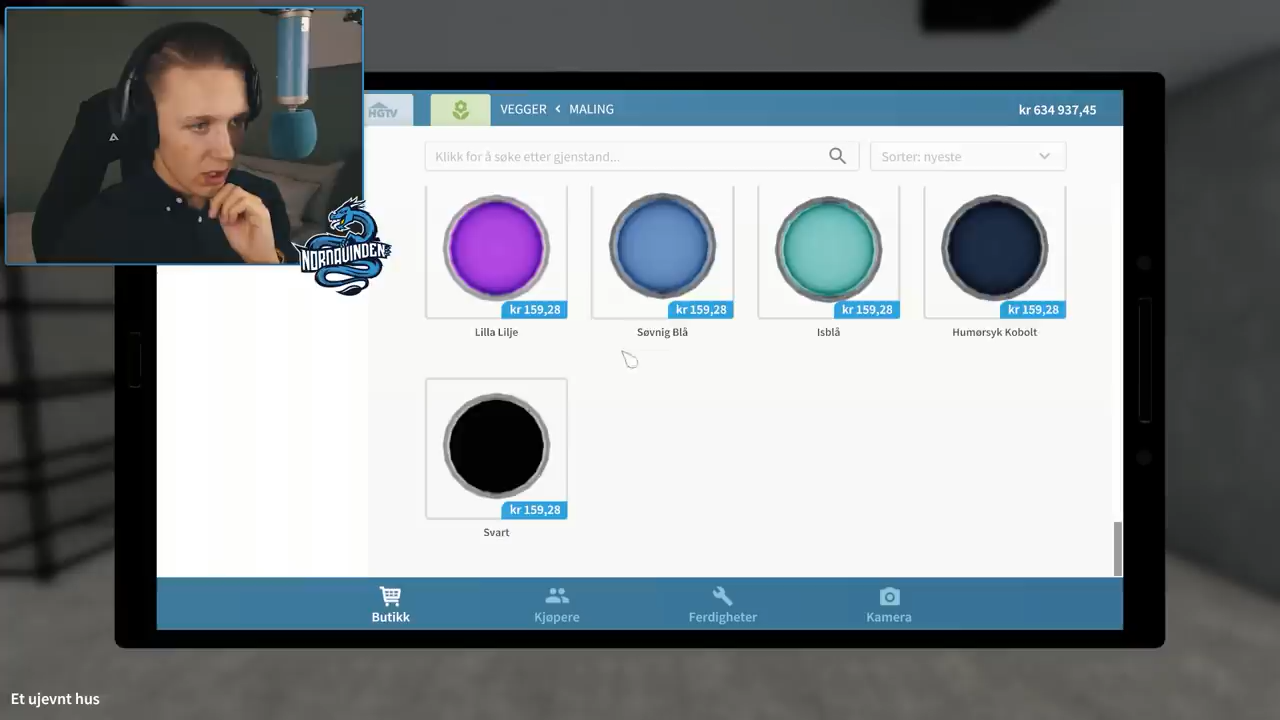 HGTV
VEGGER < MALING
kr 634 937,45
Klikk for å søke etter gjenstand...
Sorter: nyeste
NORNAVINDEN
kr 159,28
kr 159,28
kr 159,28
kr 159,28
Lilla Lilje
Søvnig Blå
Isblå
Humørsyk Kobolt
kr 159,28
Svart
Butikk
Kjøpere
Ferdigheter
Kamera
Et ujevnt hus